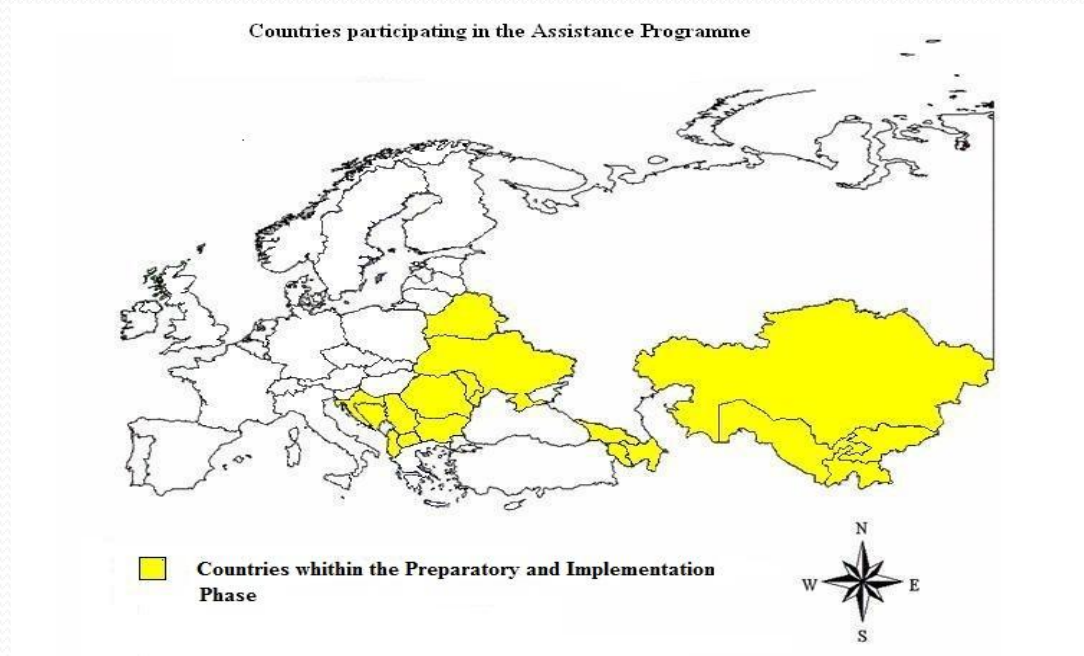 Countries participating in the Assistance Programme
Countries whithin the Preparatory and Implementation
Phase
N
W
E
S